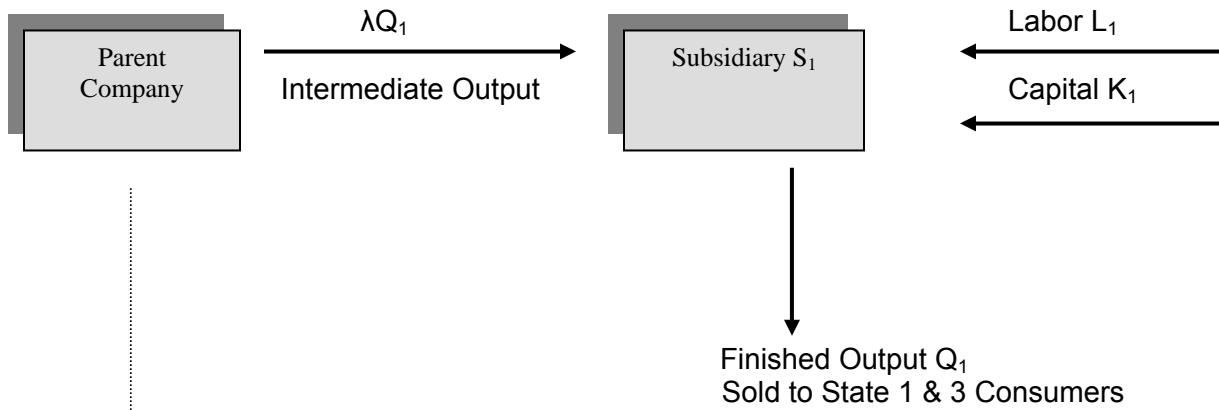 λQ₁
Labor L₁
Parent
Company
Subsidiary S₁
Intermediate Output
Capital K₁
Finished Output Q₁
Sold to State 1 & 3 Consumers